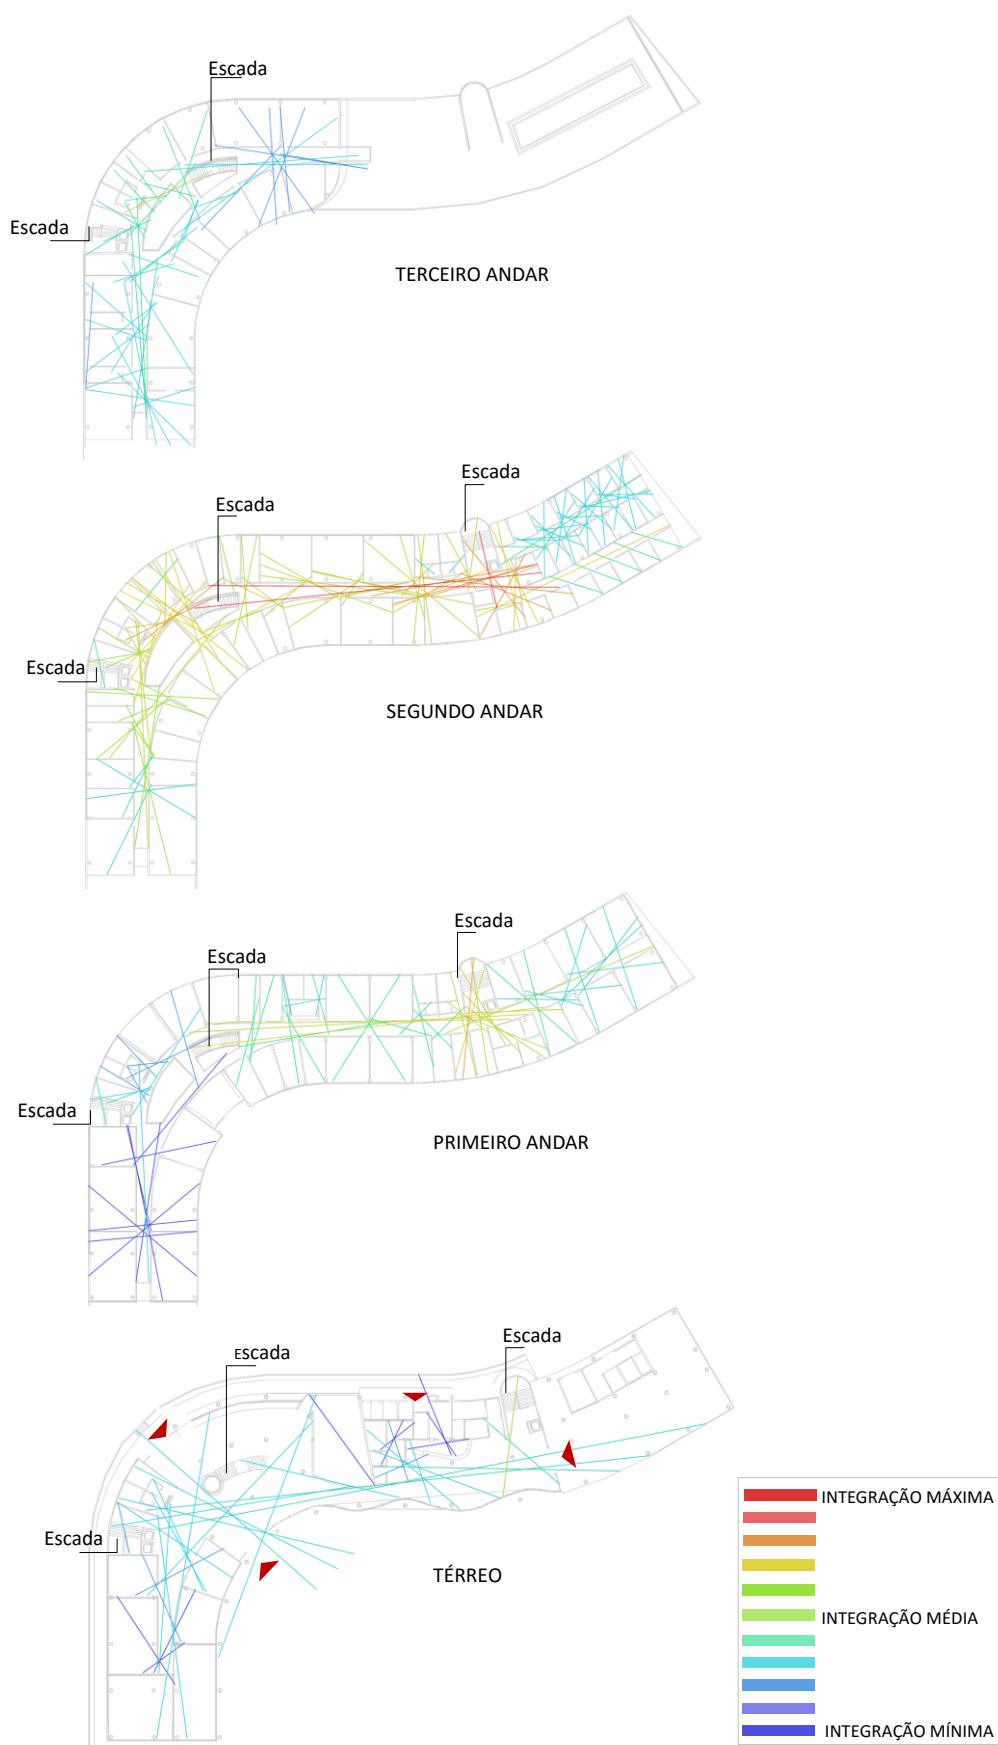 Escada
Escada
TERCEIRO ANDAR
Escada
Escada
Escada
SEGUNDO ANDAR
Escada
Escada
Escada
PRIMEIRO ANDAR
Escada
Escada
Escada
TÉRREO
INTEGRAÇÃO MÁXIMA
INTEGRAÇÃO MÉDIA
INTEGRAÇÃO MÍNIMA